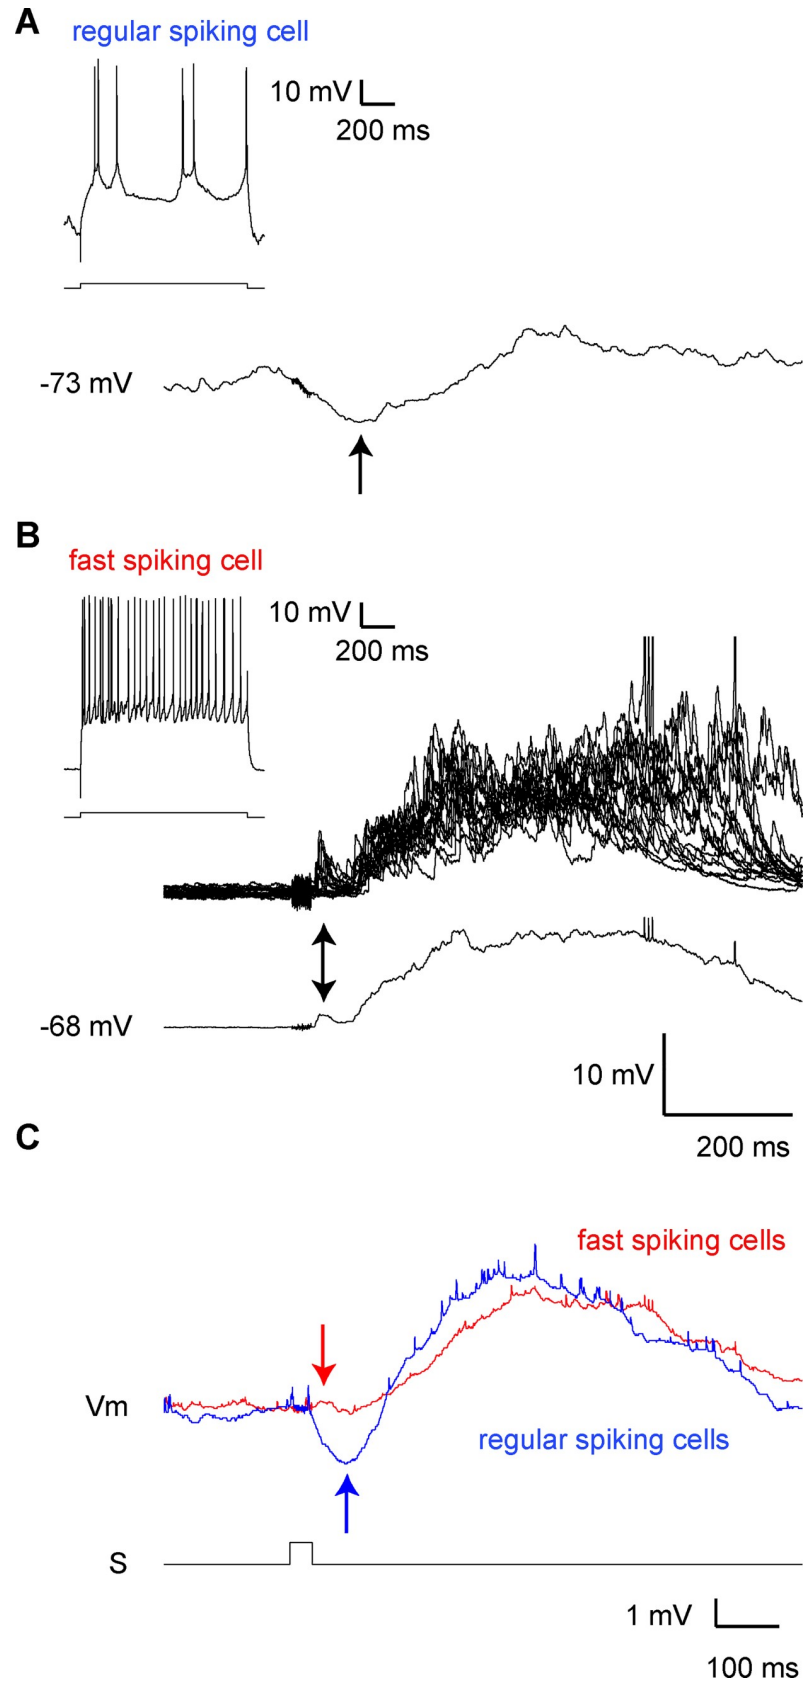 A
regular spiking cell
10 mV
200 ms
-73 mV
B
fast spiking cell
10 mV
200 ms
-68 mV
10 mV
200 ms
C
fast spiking cells
Vm
regular spiking cells
S
1 mV
100 ms